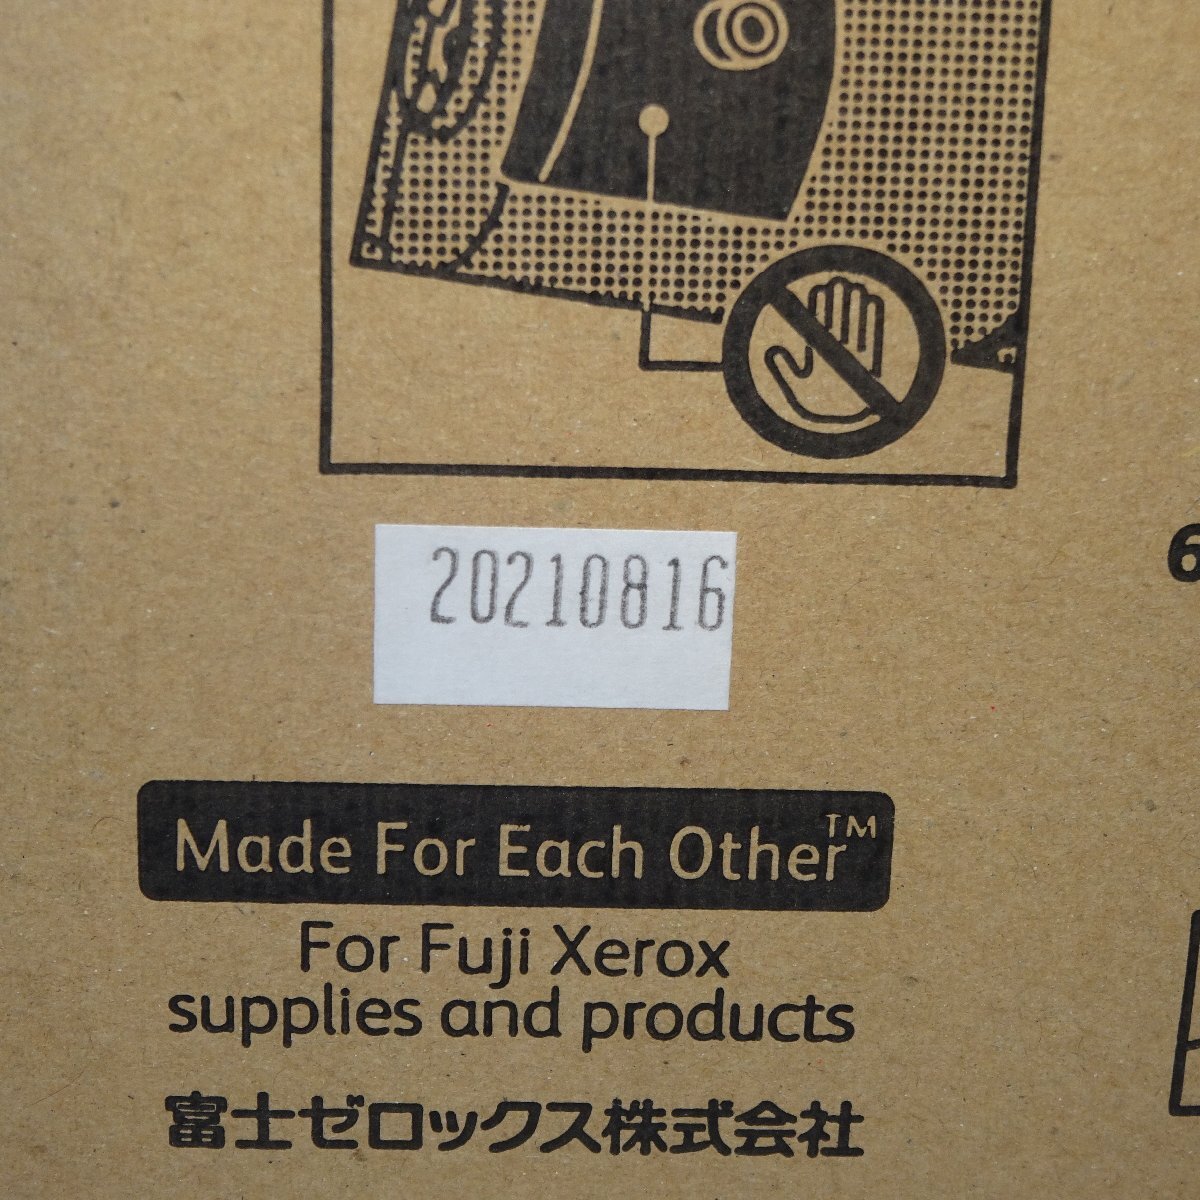 20210816
6
Made For Each Other™
For Fuji Xerox
supplies and products
富士ゼロックス株式会社